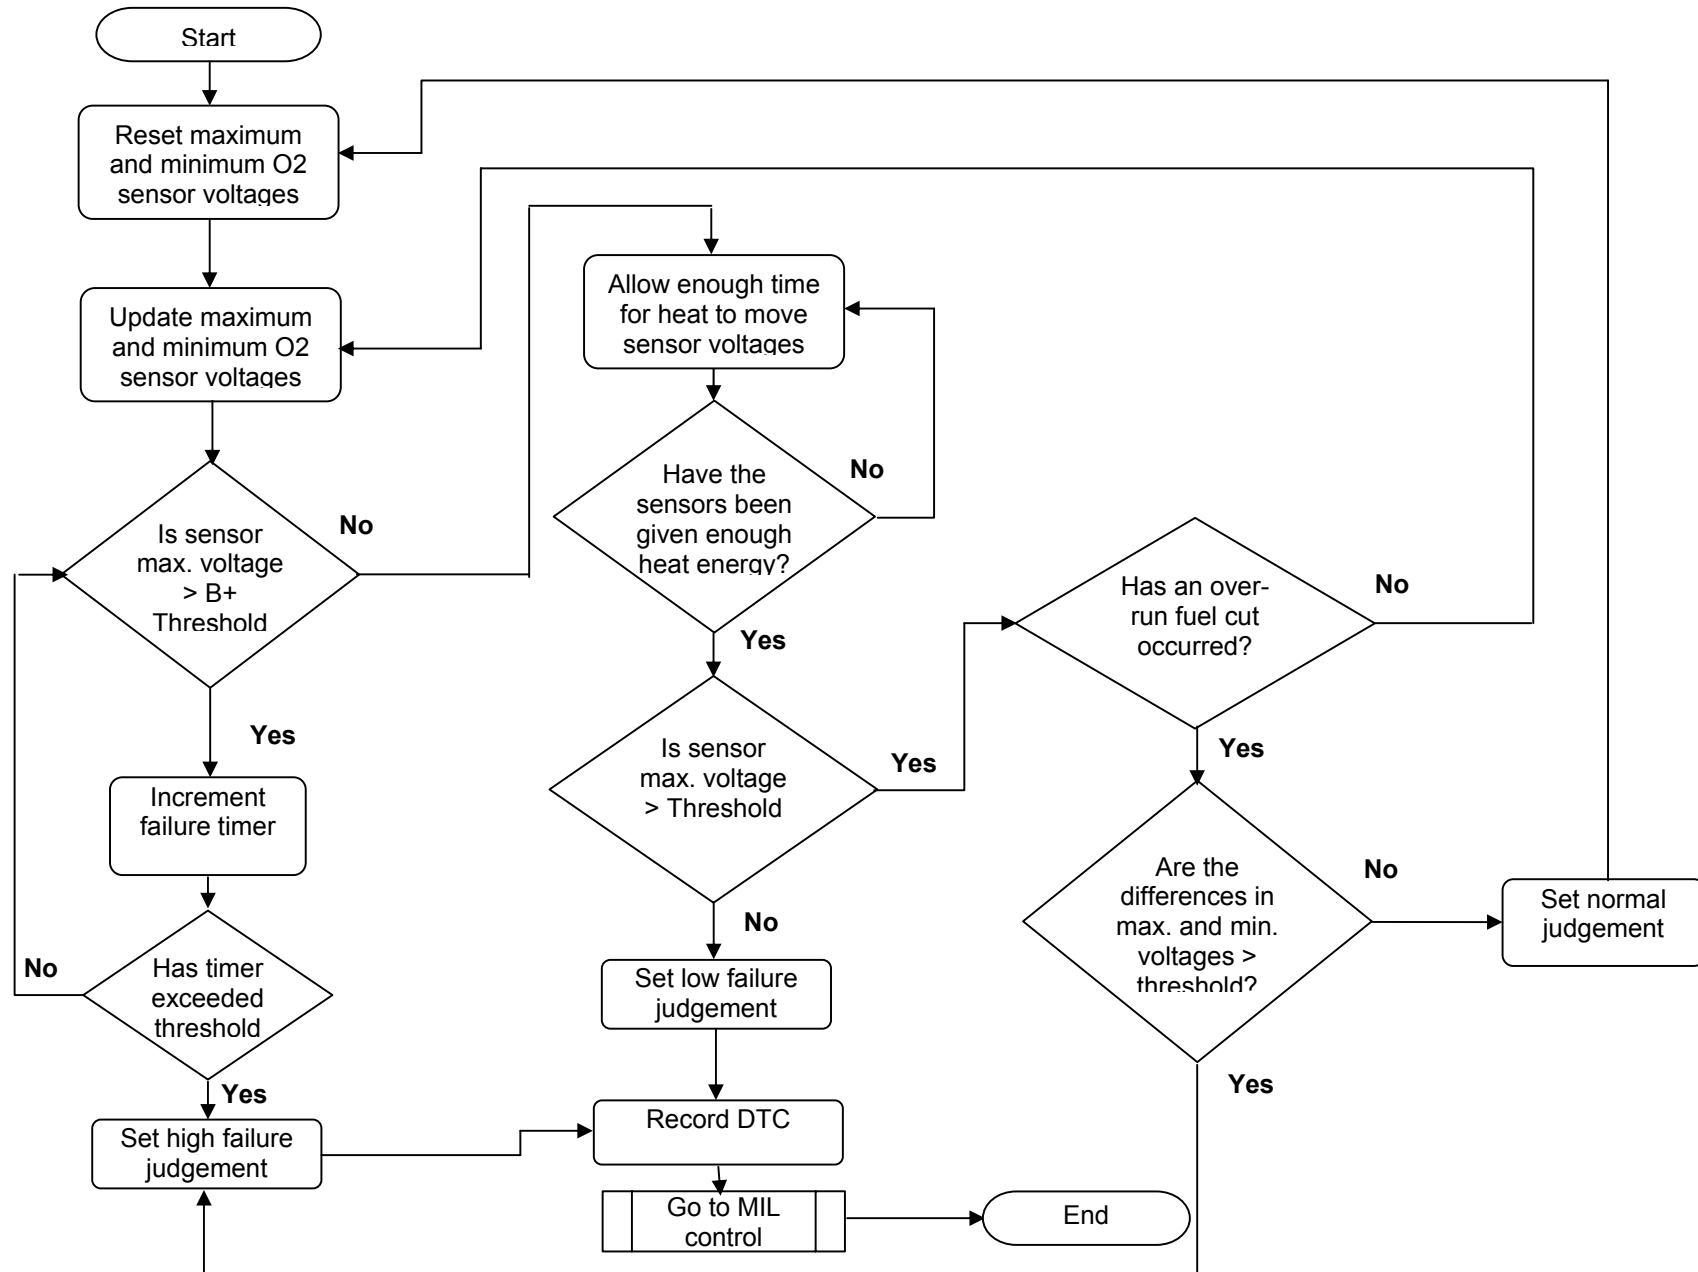 Start
Reset maximum
and minimum O2
sensor voltages
Update maximum
and minimum O2
sensor voltages
Is sensor
max. voltage
> B+
Threshold
No
Yes
Increment
failure timer
Has timer
exceeded
threshold
No
Yes
Set high failure
judgement
Allow enough time
for heat to move
sensor voltages
Have the
sensors been
given enough
heat energy?
No
Yes
Is sensor
max. voltage
> Threshold
Yes
No
Set low failure
judgement
Record DTC
Go to MIL
control
End
Has an over-
run fuel cut
occurred?
No
Yes
Are the
differences in
max. and min.
voltages >
threshold?
No
Yes
Set normal
judgement